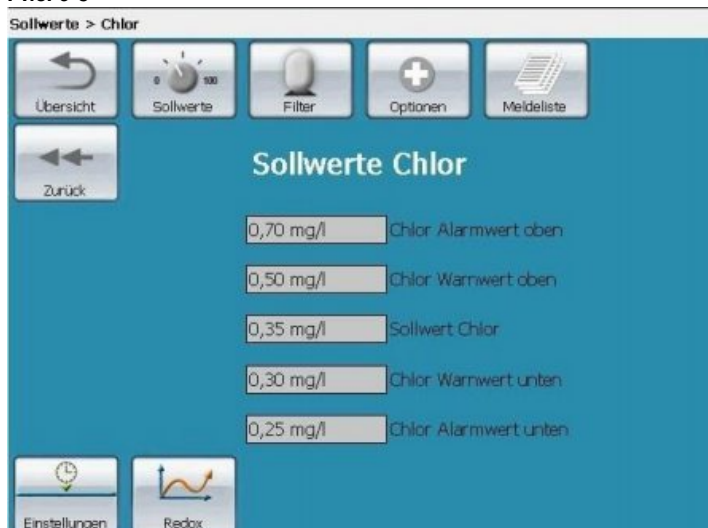 Sollwerte > Chlor
Übersicht
0 100
Sollwerte
Filter
Optionen
Meldeliste
Zurück
Sollwerte Chlor
0,70 mg/l Chlor Alarmwert oben
0,50 mg/l Chlor Warnwert oben
0,35 mg/l Sollwert Chlor
0,30 mg/l Chlor Warnwert unten
0,25 mg/l Chlor Alarmwert unten
Einstellungen
Redox